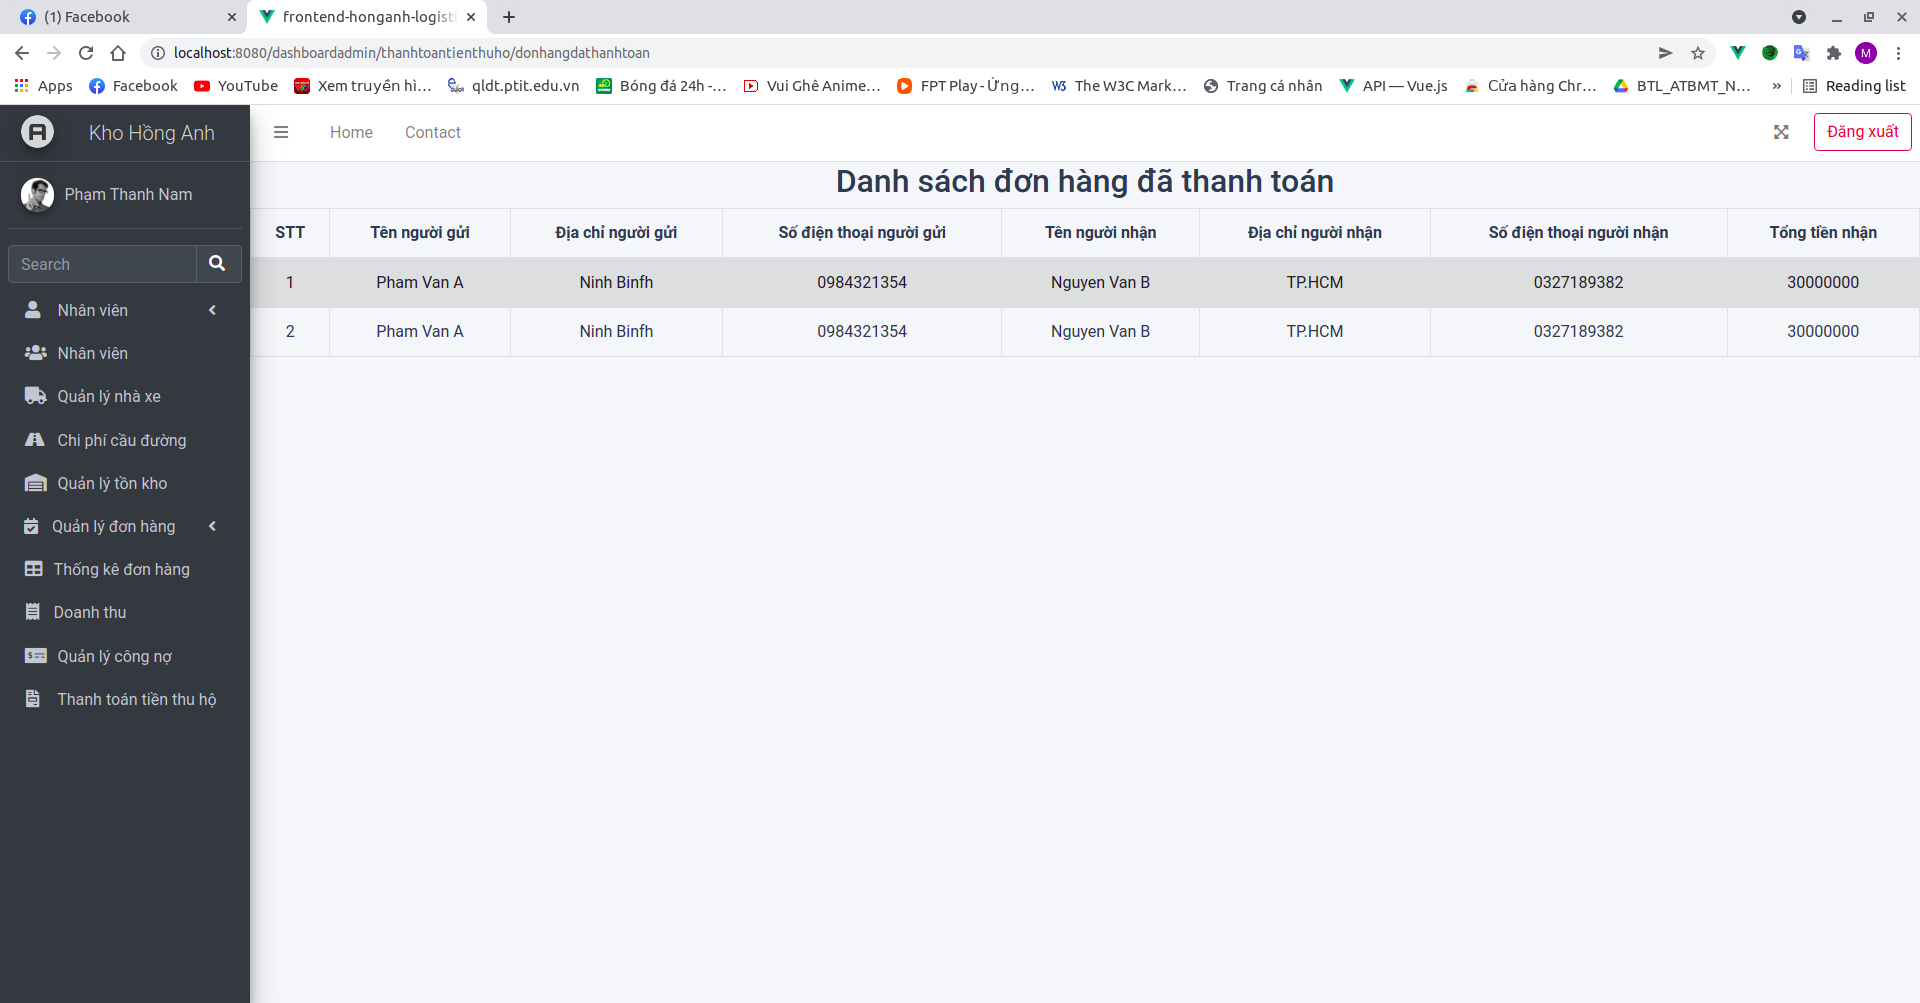 (1) Facebook
frontend-honganh-logisti
localhost:8080/dashboardadmin/thanhtoantienthuho/donhangdathanhtoan
M
Apps Facebook YouTube Xem truyền hì... qldt.ptit.edu.vn Bóng đá 24h -... Vui Ghê Anime... FPT Play - Ứng... The W3C Mark... Trang cá nhân API — Vue.js Cửa hàng Chr... BTL_ATBMT_N... » Reading list
Kho Hồng Anh
Home Contact Đăng xuất
Phạm Thanh Nam
Search
Nhân viên
Nhân viên
Quản lý nhà xe
Chi phí cầu đường
Quản lý tồn kho
Quản lý đơn hàng
Thống kê đơn hàng
Doanh thu
Quản lý công nợ
Thanh toán tiền thu hộ
Danh sách đơn hàng đã thanh toán
STT Tên người gửi Địa chỉ người gửi Số điện thoại người gửi Tên người nhận Địa chỉ người nhận Số điện thoại người nhận Tổng tiền nhận
1 Pham Van A Ninh Binfh 0984321354 Nguyen Van B TP.HCM 0327189382 30000000
2 Pham Van A Ninh Binfh 0984321354 Nguyen Van B TP.HCM 0327189382 30000000